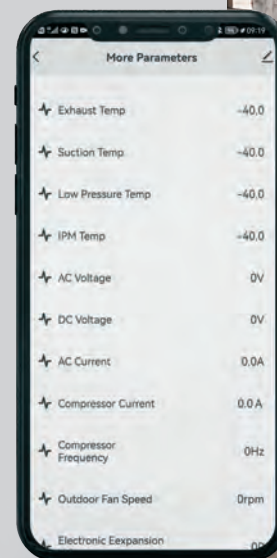 09:19
More Parameters
Exhaust Temp -40.0
Suction Temp -40.0
Low Pressure Temp -40.0
IPM Temp -40.0
AC Voltage 0V
DC Voltage 0V
AC Current 0.0A
Compressor Current 0.0 A
Compressor
Frequency 0Hz
Outdoor Fan Speed 0rpm
Electronic Eexpansion